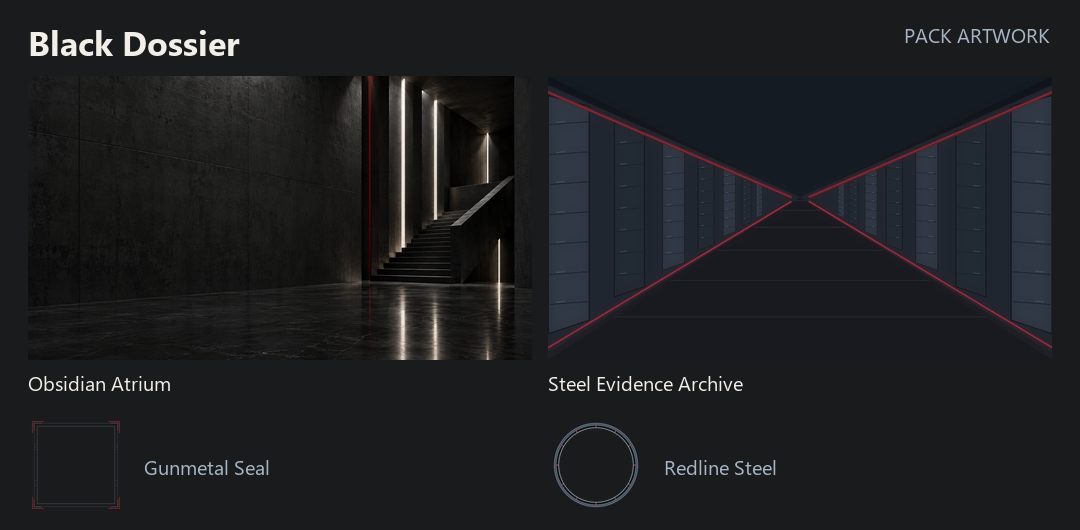 Black Dossier
PACK ARTWORK
Obsidian Atrium
Steel Evidence Archive
Gunmetal Seal
Redline Steel